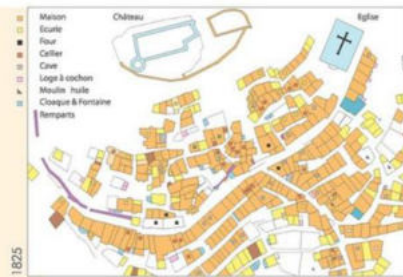 Maison
Ecurie
Four
Cellier
Cave
Loge à cochon
Moulin huile
Cloaque & Fontaine
Remparts
Château
Eglise
1825